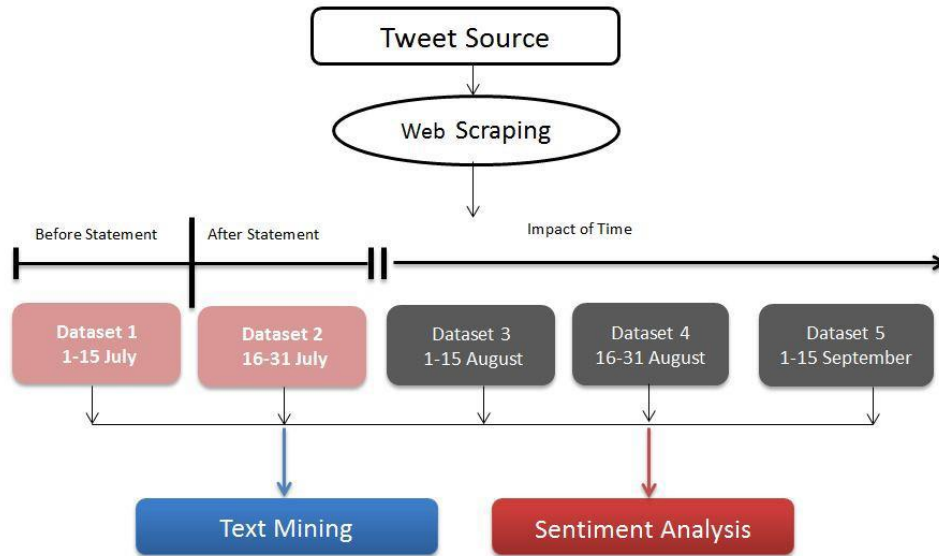 Tweet Source
Web Scraping
Before Statement
After Statement
Impact of Time
Dataset 1
1-15 July
Dataset 2
16-31 July
Dataset 3
1-15 August
Dataset 4
16-31 August
Dataset 5
1-15 September
Text Mining
Sentiment Analysis